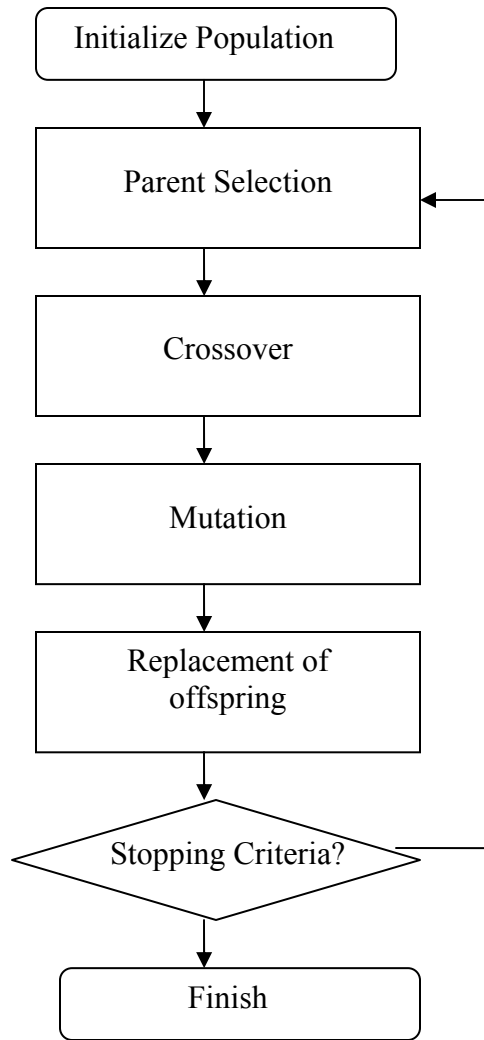 Initialize Population
Parent Selection
Crossover
Mutation
Replacement of
offspring
Stopping Criteria?
Finish